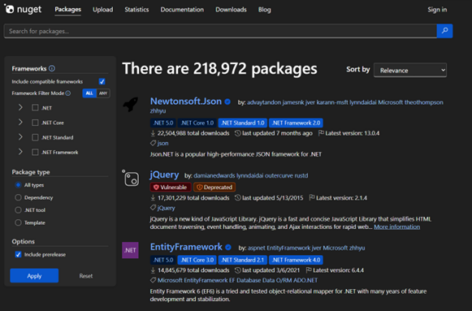 nuget Packages Upload Statistics Documentation Downloads Blog Sign in
Search for packages...
Frameworks
Include compatible frameworks
Framework Filter Mode ALL ANY
.NET
.NET Core
.NET Standard
.NET Framework
Package type
All types
Dependency
.NET tool
Template
Options
Include prerelease
Apply Reset
There are 218,972 packages
Sort by Relevance
Newtonsoft.Json by: advaylandon jamesnk jver kararin-msft lynndaidai Microsoft theothompson
zhhyu
.NET 5.0 .NET Core 1.0 .NET Standard 1.0 .NET Framework 2.0
22,504,988 total downloads last updated 7 months ago Latest version: 13.0.4
json
Json.NET is a popular high-performance JSON framework for .NET
jQuery by: damianedwards lynndaidai outercurve rustd
Vulnerable Deprecated
17,301,229 total downloads last updated 5/13/2015 Latest version: 2.1.4
jQuery
jQuery is a new kind of JavaScript Library. jQuery is a fast and concise JavaScript Library that simplifies HTML
document traversing, event handling, animating, and Ajax interactions for rapid web... More information
.NET
EntityFramework by: aspnet EntityFramework jver Microsoft zhhyu
.NET 5.0 .NET Core 3.0 .NET Standard 2.1 .NET Framework 4.0
14,845,679 total downloads last updated 3/6/2021 Latest version: 6.4.4
Microsoft EntityFramework EF Database Data O/RM ADO.NET
Entity Framework 6 (EF6) is a tried and tested object-relational mapper for .NET with many years of feature
development and stabilization.